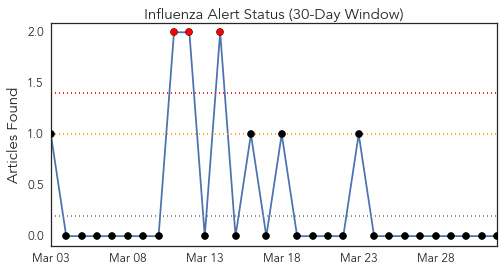 Influenza Alert Status (30-Day Window)
Articles Found
2.0
1.5
1.0
0.5
0.0
Mar 03 Mar 08 Mar 13 Mar 18 Mar 23 Mar 28